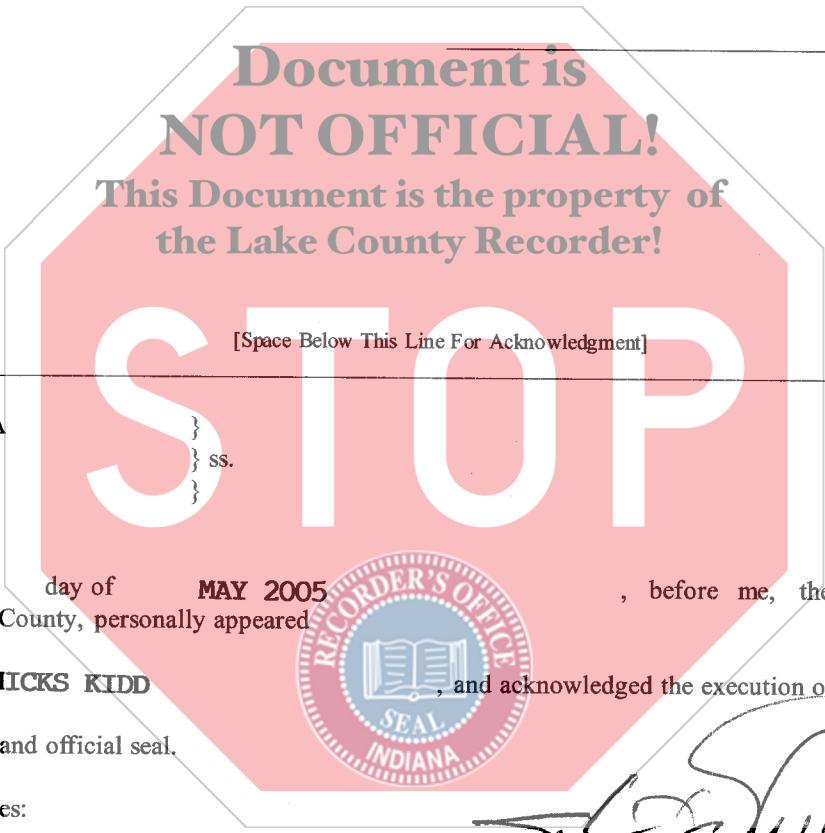 Document is
NOT OFFICIAL!
This Document is the property of
the Lake County Recorder!
[Space Below This Line For Acknowledgment]
STOP
}
} ss.
}
day of MAY 2005 , before me, the
County, personally appeared
HICKS KIDD , and acknowledged the execution o
and official seal.
es:
RECORDER'S OFFICE
SEAL
INDIANA